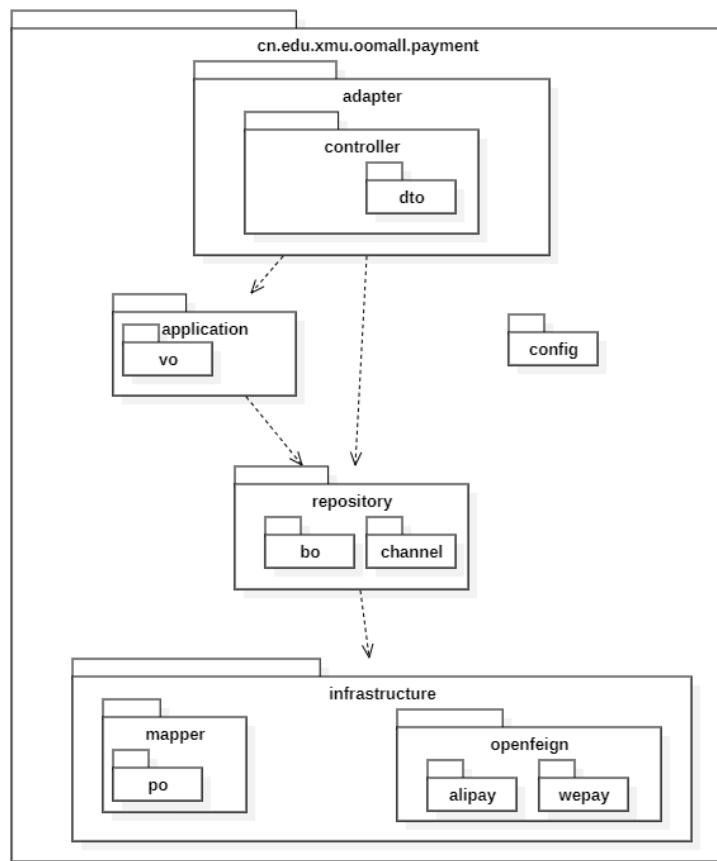 cn.edu.xmu.oomall.payment
adapter
controller
dto
application
vo
config
repository
bo
channel
infrastructure
mapper
po
openfeign
alipay
wepay